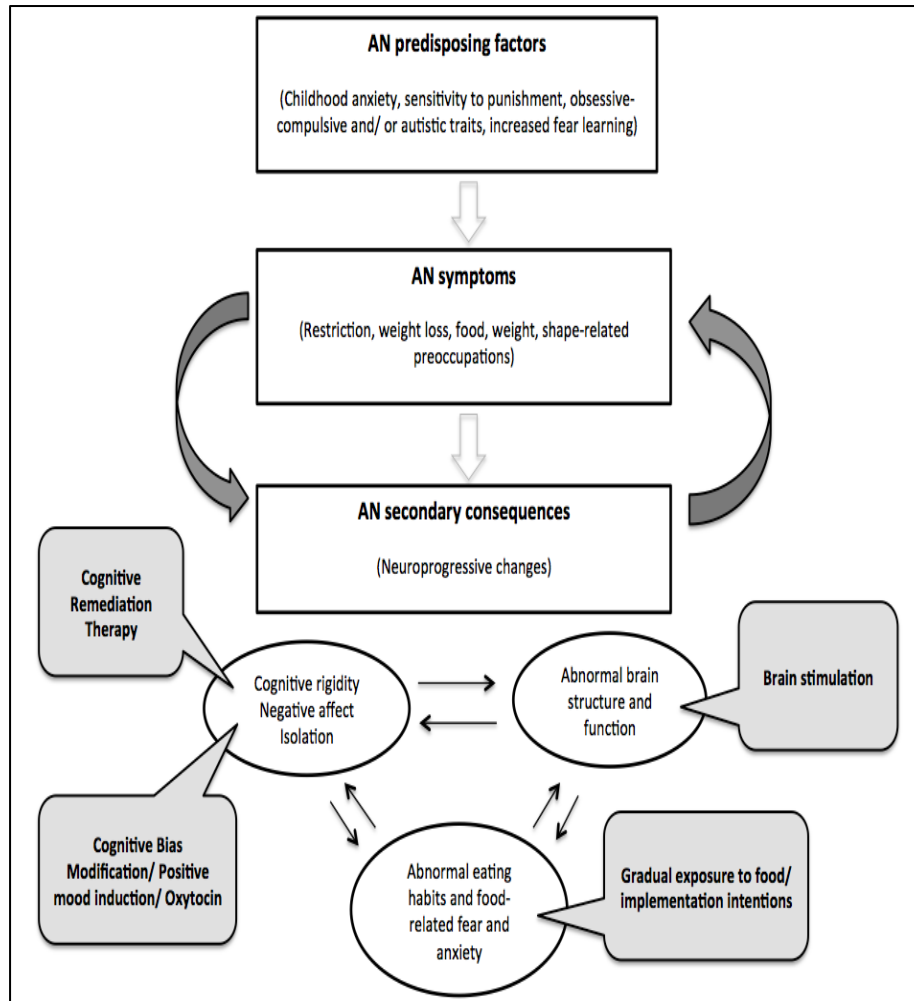 AN predisposing factors
(Childhood anxiety, sensitivity to punishment, obsessive-
compulsive and/ or autistic traits, increased fear learning)
AN symptoms
(Restriction, weight loss, food, weight, shape-related
preoccupations)
AN secondary consequences
(Neuroprogressive changes)
Cognitive
Remediation
Therapy
Cognitive rigidity
Negative affect
Isolation
Abnormal brain
structure and
function
Brain stimulation
Cognitive Bias
Modification/ Positive
mood induction/ Oxytocin
Abnormal eating
habits and food-
related fear and
anxiety
Gradual exposure to food/
implementation intentions